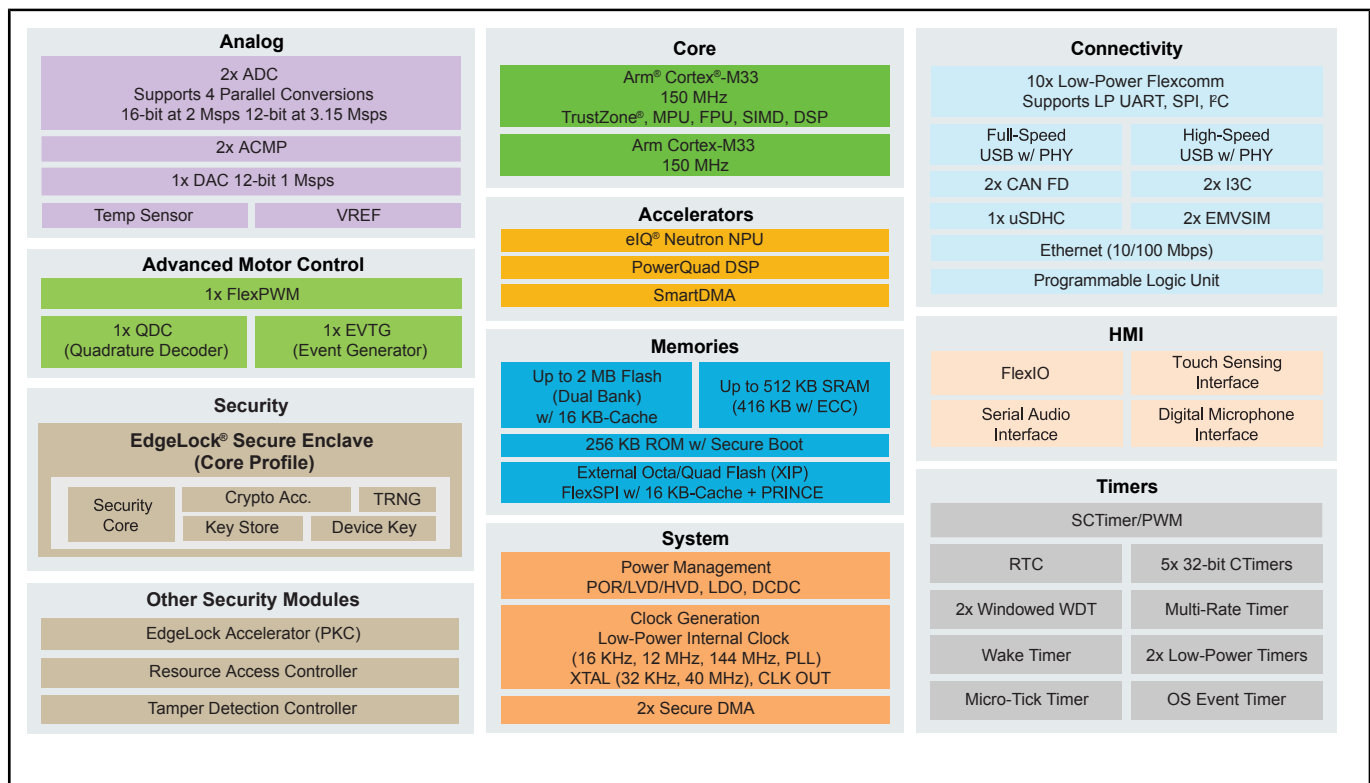 Analog
2x ADC
Supports 4 Parallel Conversions
16-bit at 2 Msps 12-bit at 3.15 Msps
2x ACMP
1x DAC 12-bit 1 Msps
Temp Sensor
VREF
Advanced Motor Control
1x FlexPWM
1x QDC
(Quadrature Decoder)
1x EVTG
(Event Generator)
Security
EdgeLock® Secure Enclave
(Core Profile)
Security
Core
Crypto Acc.
TRNG
Key Store
Device Key
Other Security Modules
EdgeLock Accelerator (PKC)
Resource Access Controller
Tamper Detection Controller
Core
Arm® Cortex®-M33
150 MHz
TrustZone®, MPU, FPU, SIMD, DSP
Arm Cortex-M33
150 MHz
Accelerators
eIQ® Neutron NPU
PowerQuad DSP
SmartDMA
Memories
Up to 2 MB Flash
(Dual Bank)
w/ 16 KB-Cache
Up to 512 KB SRAM
(416 KB w/ ECC)
256 KB ROM w/ Secure Boot
External Octa/Quad Flash (XIP)
FlexSPI w/ 16 KB-Cache + PRINCE
System
Power Management
POR/LVD/HVD, LDO, DCDC
Clock Generation
Low-Power Internal Clock
(16 KHz, 12 MHz, 144 MHz, PLL)
XTAL (32 KHz, 40 MHz), CLK OUT
2x Secure DMA
Connectivity
10x Low-Power Flexcomm
Supports LP UART, SPI, I²C
Full-Speed
USB w/ PHY
High-Speed
USB w/ PHY
2x CAN FD
2x I3C
1x uSDHC
2x EMVSIM
Ethernet (10/100 Mbps)
Programmable Logic Unit
HMI
FlexIO
Touch Sensing
Interface
Serial Audio
Interface
Digital Microphone
Interface
Timers
SCTimer/PWM
RTC
5x 32-bit CTimers
2x Windowed WDT
Multi-Rate Timer
Wake Timer
2x Low-Power Timers
Micro-Tick Timer
OS Event Timer